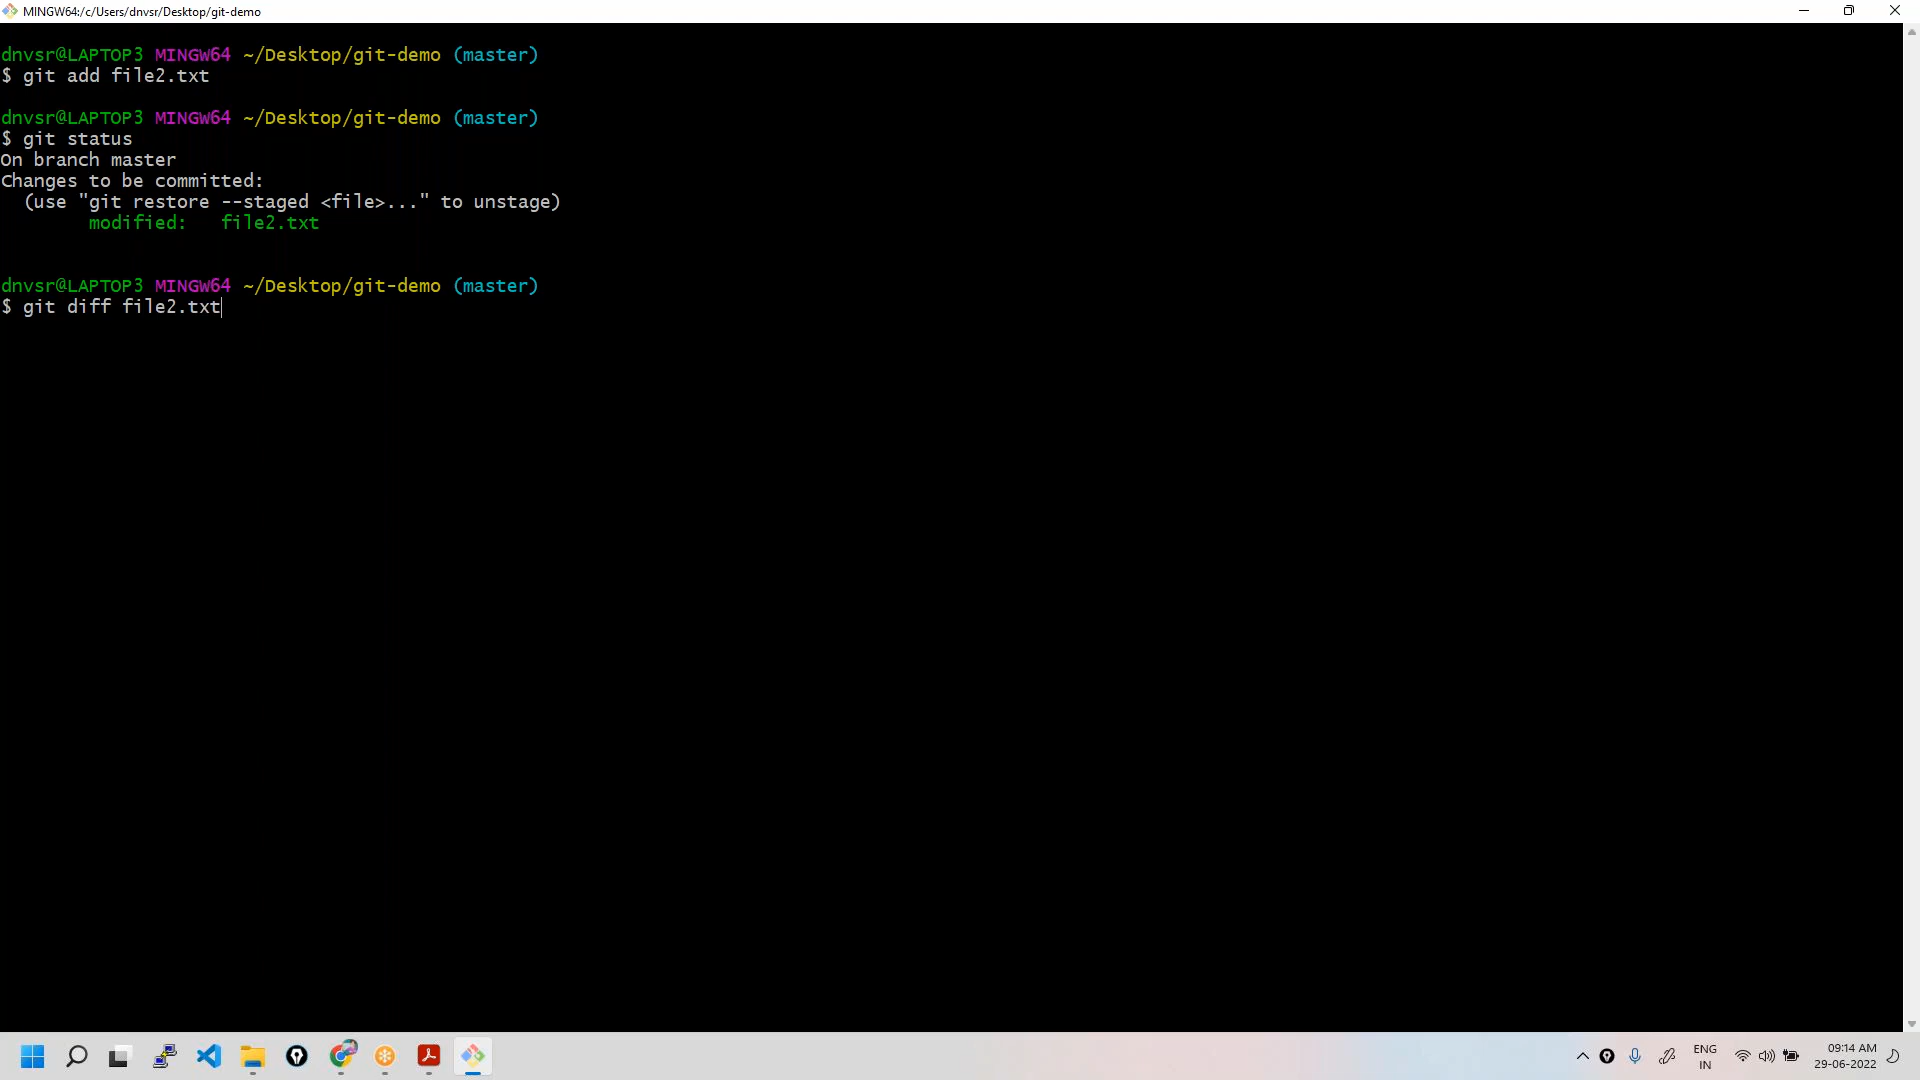 MINGW64:/c/Users/dnvsr/Desktop/git-demo
dnvsr@LAPTOP3 MINGW64 ~/Desktop/git-demo (master)
$ git add file2.txt
dnvsr@LAPTOP3 MINGW64 ~/Desktop/git-demo (master)
$ git status
On branch master
Changes to be committed:
  (use "git restore --staged <file>..." to unstage)
        modified:   file2.txt
dnvsr@LAPTOP3 MINGW64 ~/Desktop/git-demo (master)
$ git diff file2.txt
ENG
IN
09:14 AM
29-06-2022